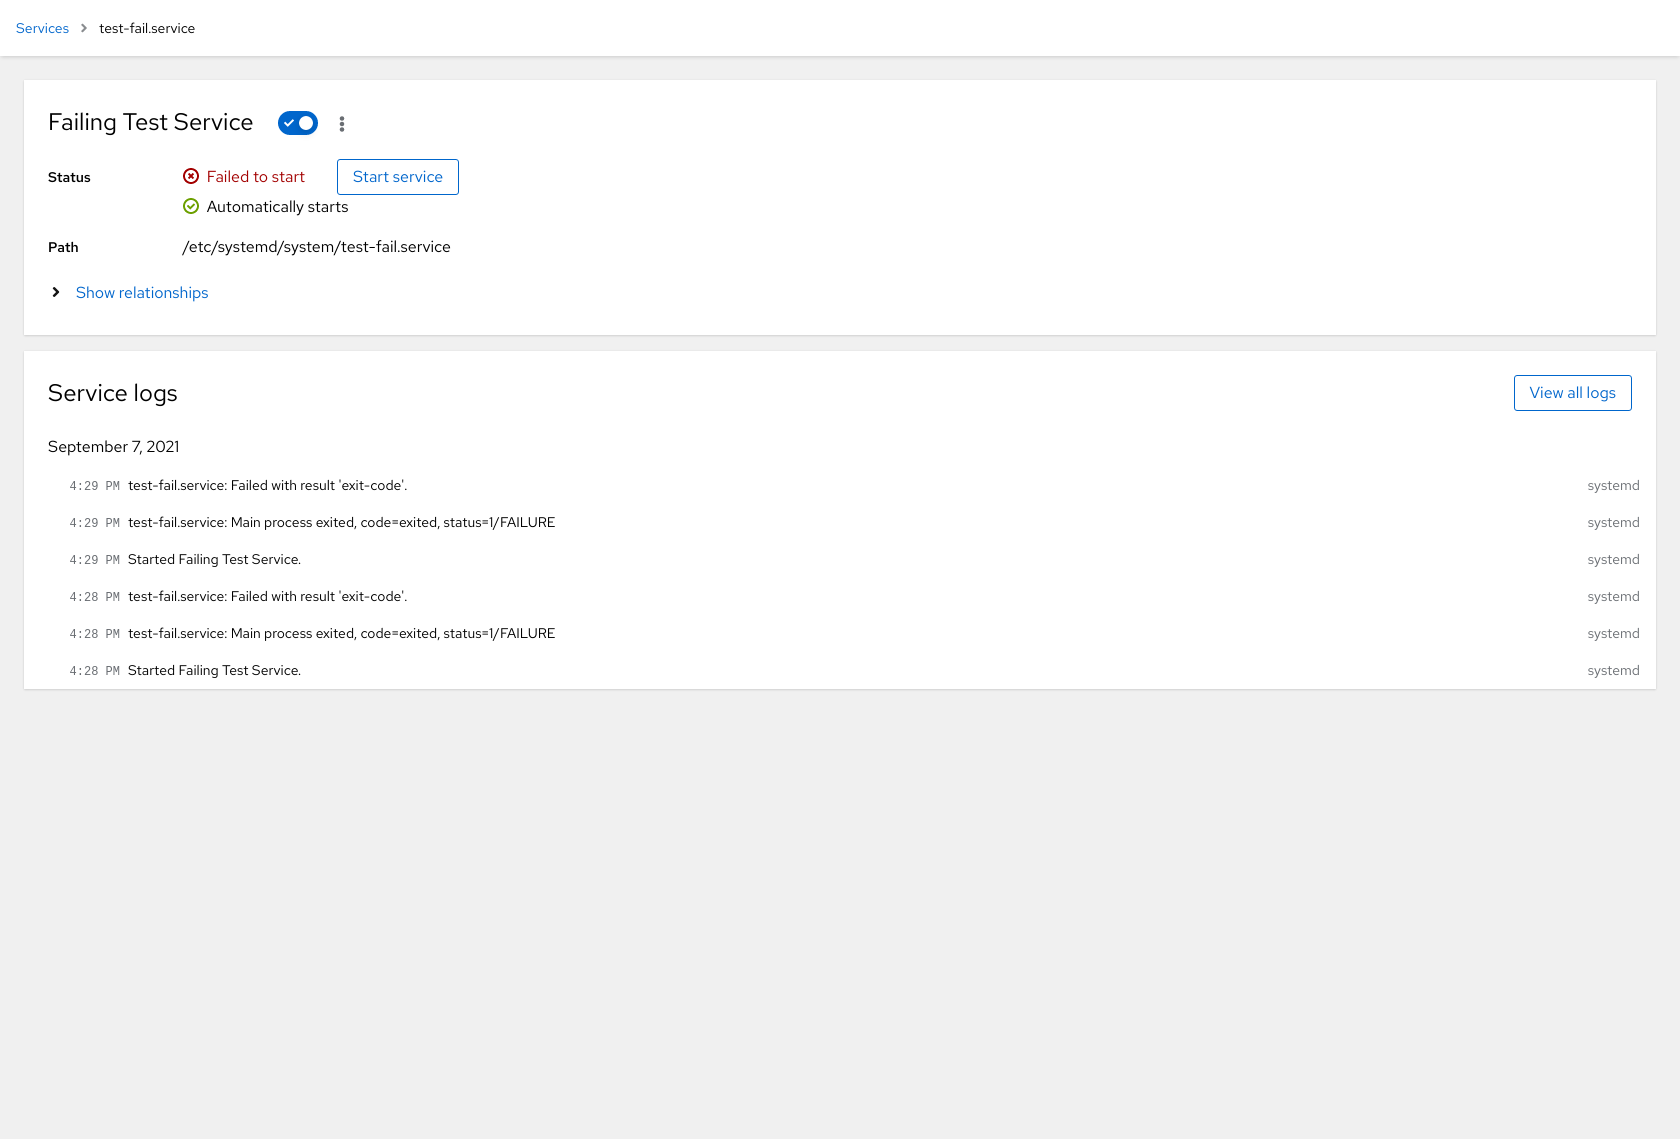 Services > test-fail.service
Failing Test Service
Status Failed to start Start service
Automatically starts
Path /etc/systemd/system/test-fail.service
Show relationships
Service logs View all logs
September 7, 2021
4:29 PM test-fail.service: Failed with result 'exit-code'. systemd
4:29 PM test-fail.service: Main process exited, code=exited, status=1/FAILURE systemd
4:29 PM Started Failing Test Service. systemd
4:28 PM test-fail.service: Failed with result 'exit-code'. systemd
4:28 PM test-fail.service: Main process exited, code=exited, status=1/FAILURE systemd
4:28 PM Started Failing Test Service. systemd